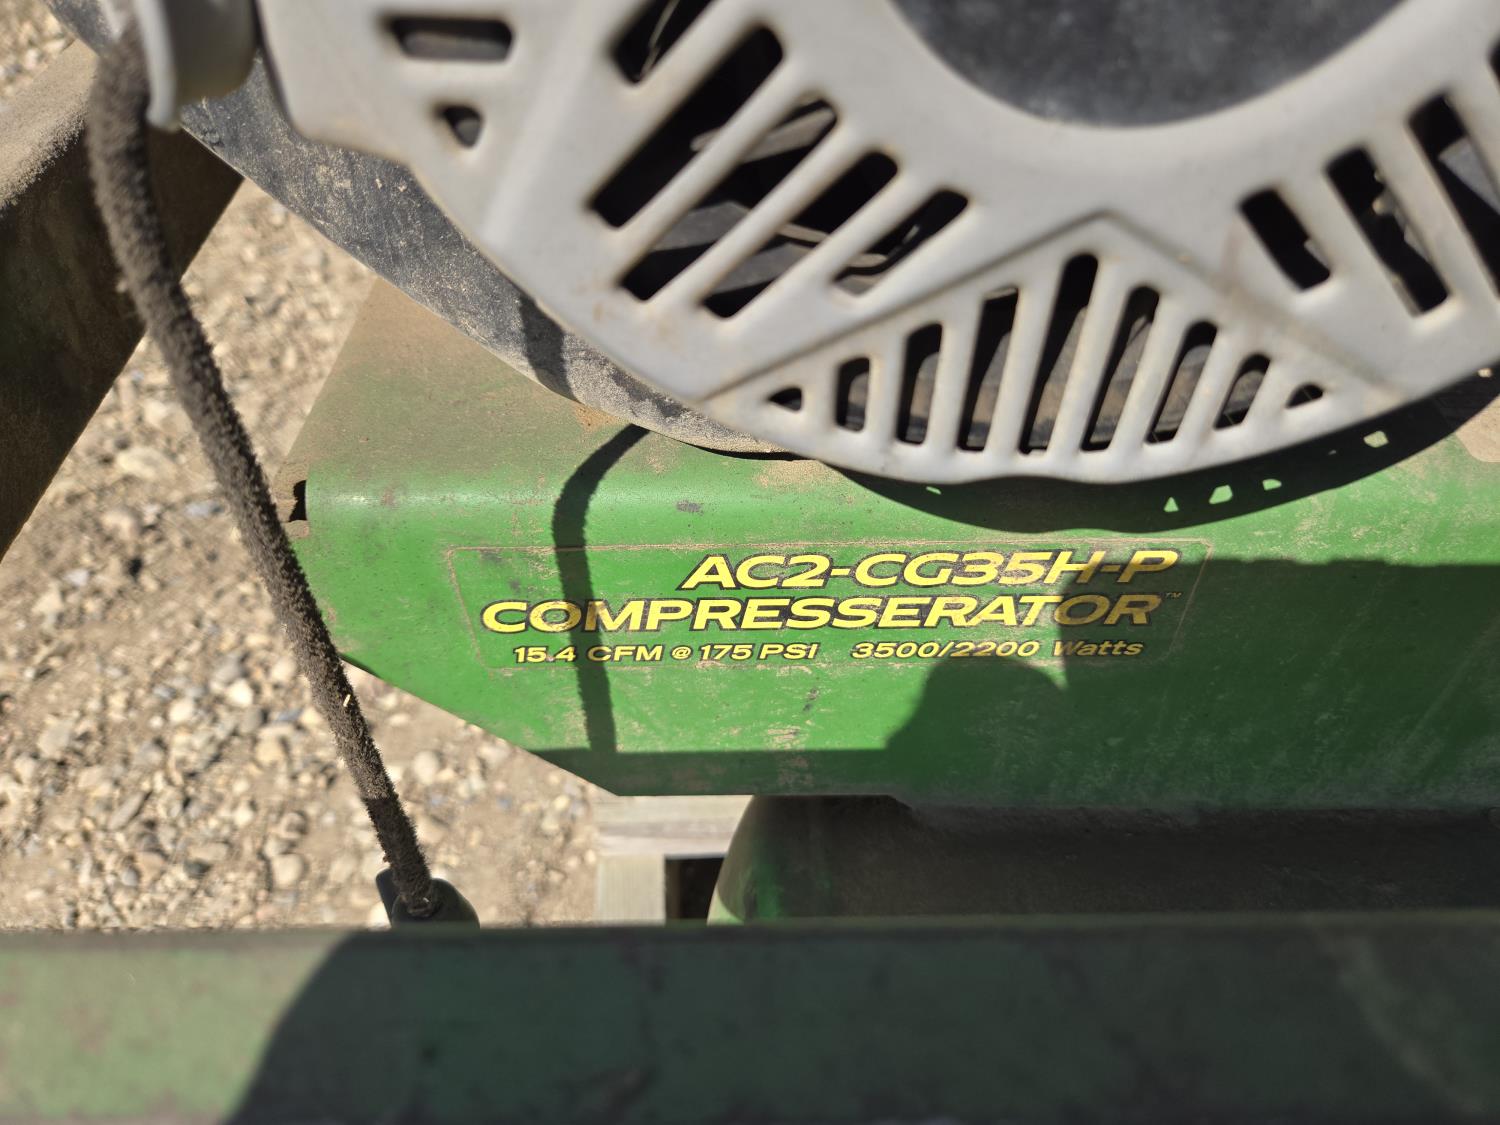 AC2-CG35H-P
COMPRESSERATOR™
15.4 CFM @ 175 PSI 3500/2200 Watts